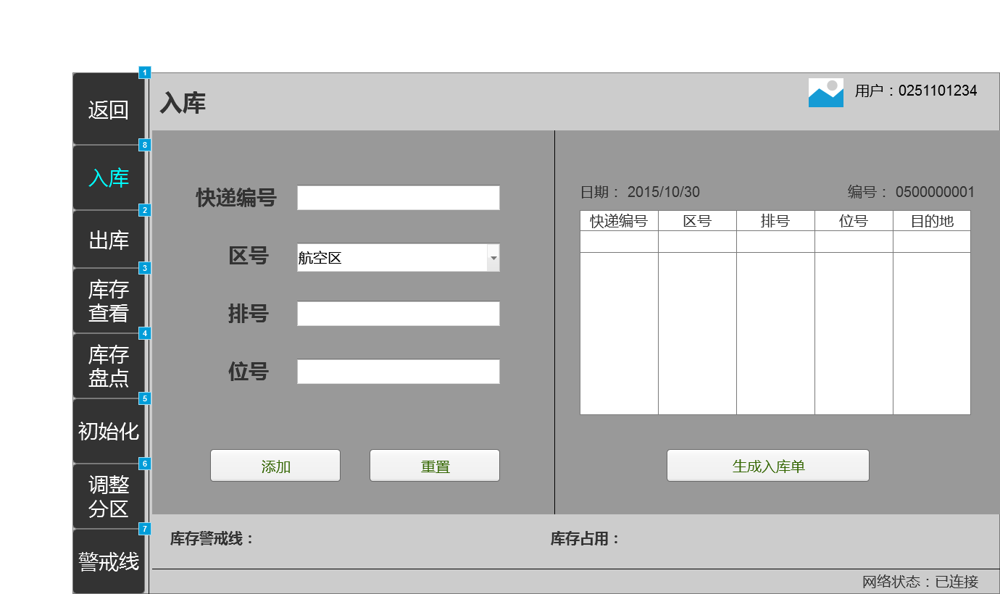 1
返回
8
入库
2
出库
3
库存
查看
4
库存
盘点
5
初始化
6
调整
分区
7
警戒线
入库
用户：0251101234
快递编号
区号
航空区
排号
位号
添加
重置
日期： 2015/10/30
编号： 0500000001
快递编号 区号 排号 位号 目的地
生成入库单
库存警戒线：
库存占用：
网络状态：已连接